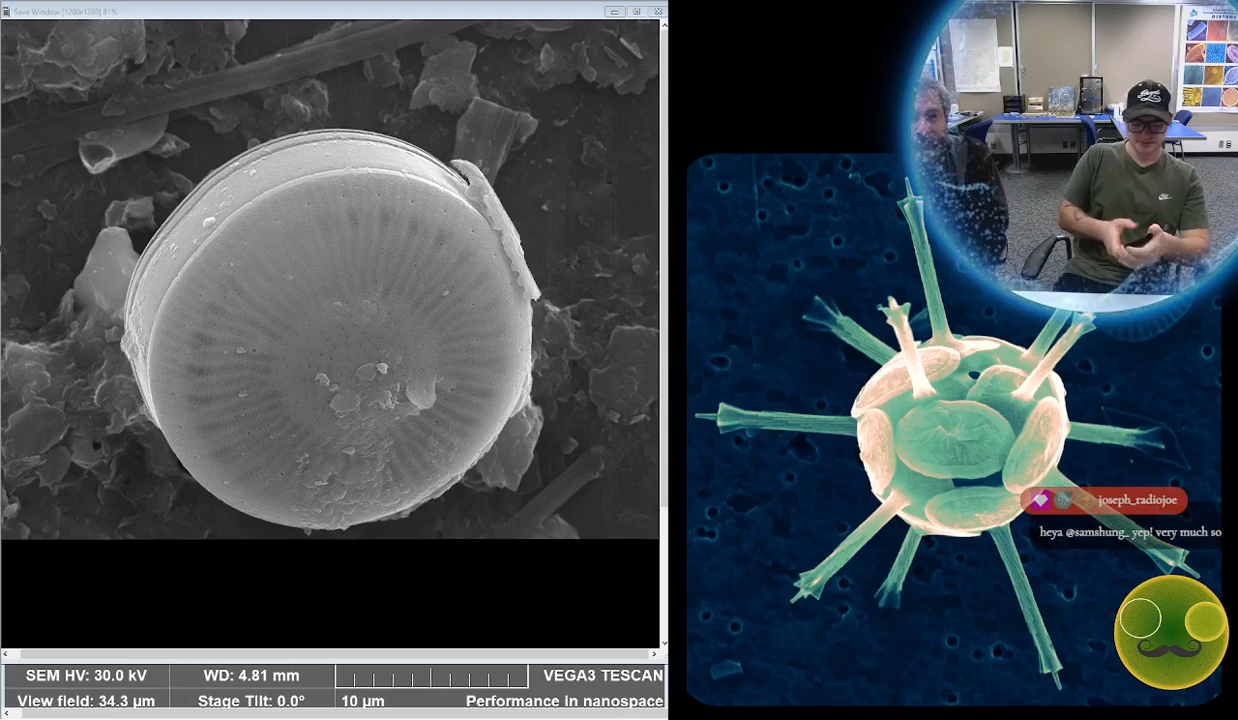 Save Window [1280x1280] 81%
SEM HV: 30.0 kV
WD: 4.81 mm
VEGA3 TESCAN
View field: 34.3 µm
Stage Tilt: 0.0°
10 µm
Performance in nanospace
joseph_radiojoe
heya @samshung_ yep! very much so